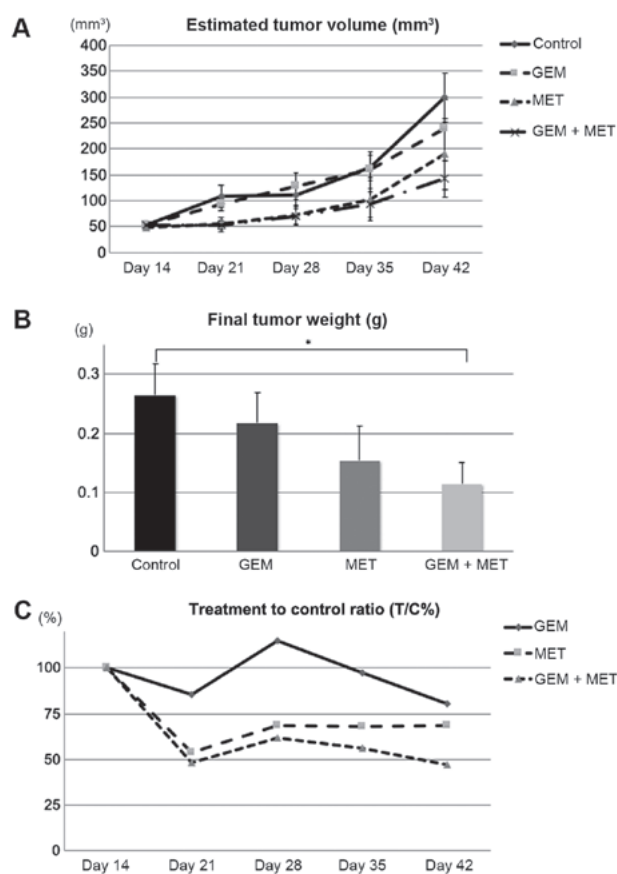 A
(mm³)
Estimated tumor volume (mm³)
400
350
300
250
200
150
100
50
0
Day 14 Day 21 Day 28 Day 35 Day 42
Control
GEM
MET
GEM + MET
B
(g)
Final tumor weight (g)
*
0.3
0.2
0.1
0
Control GEM MET GEM + MET
C
(%)
Treatment to control ratio (T/C%)
100
75
50
25
0
Day 14 Day 21 Day 28 Day 35 Day 42
GEM
MET
GEM + MET